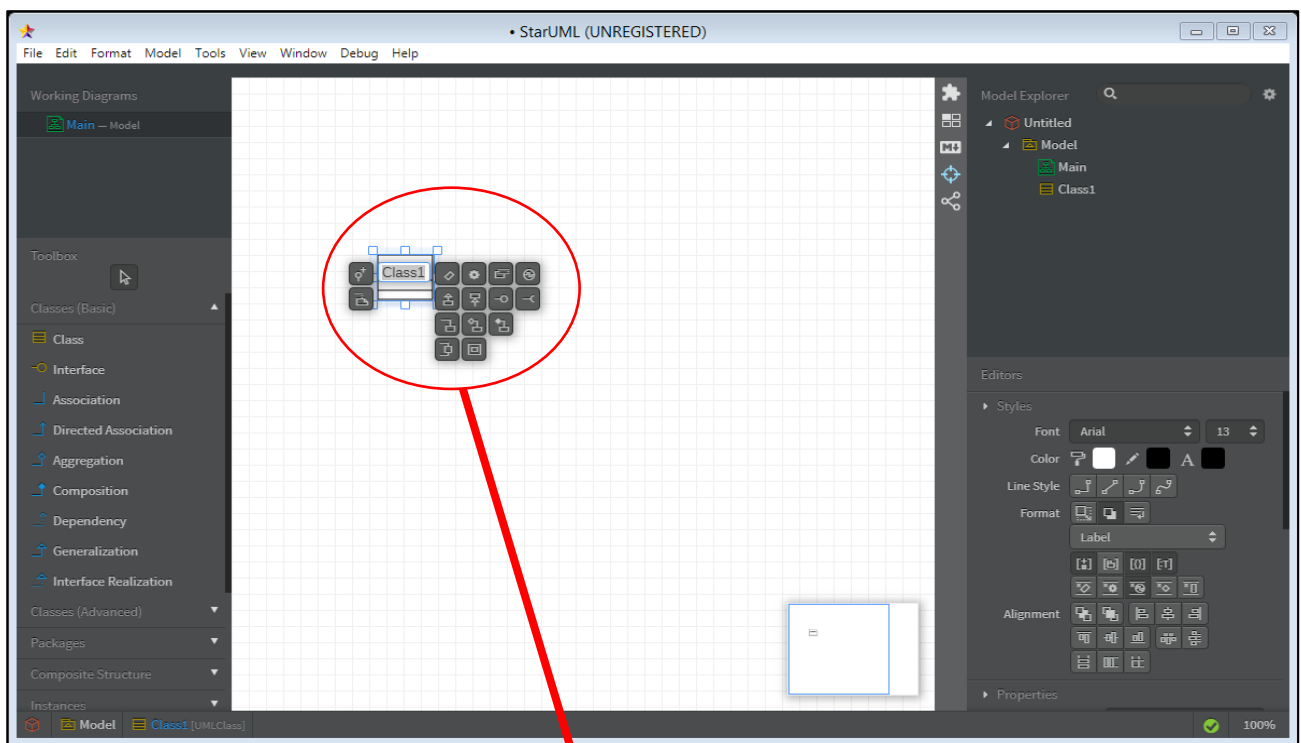 • StarUML (UNREGISTERED)
File Edit Format Model Tools View Window Debug Help
Working Diagrams
Main — Model
Toolbox
Classes (Basic)
Class
Interface
Association
Directed Association
Aggregation
Composition
Dependency
Generalization
Interface Realization
Classes (Advanced)
Packages
Composite Structure
Instances
Class1
M
Model Explorer
Untitled
Model
Main
Class1
Editors
Styles
Font Arial 13
Color A
Line Style
Format
Label
Alignment
Properties
Model Class1 [UMLClass] 100%